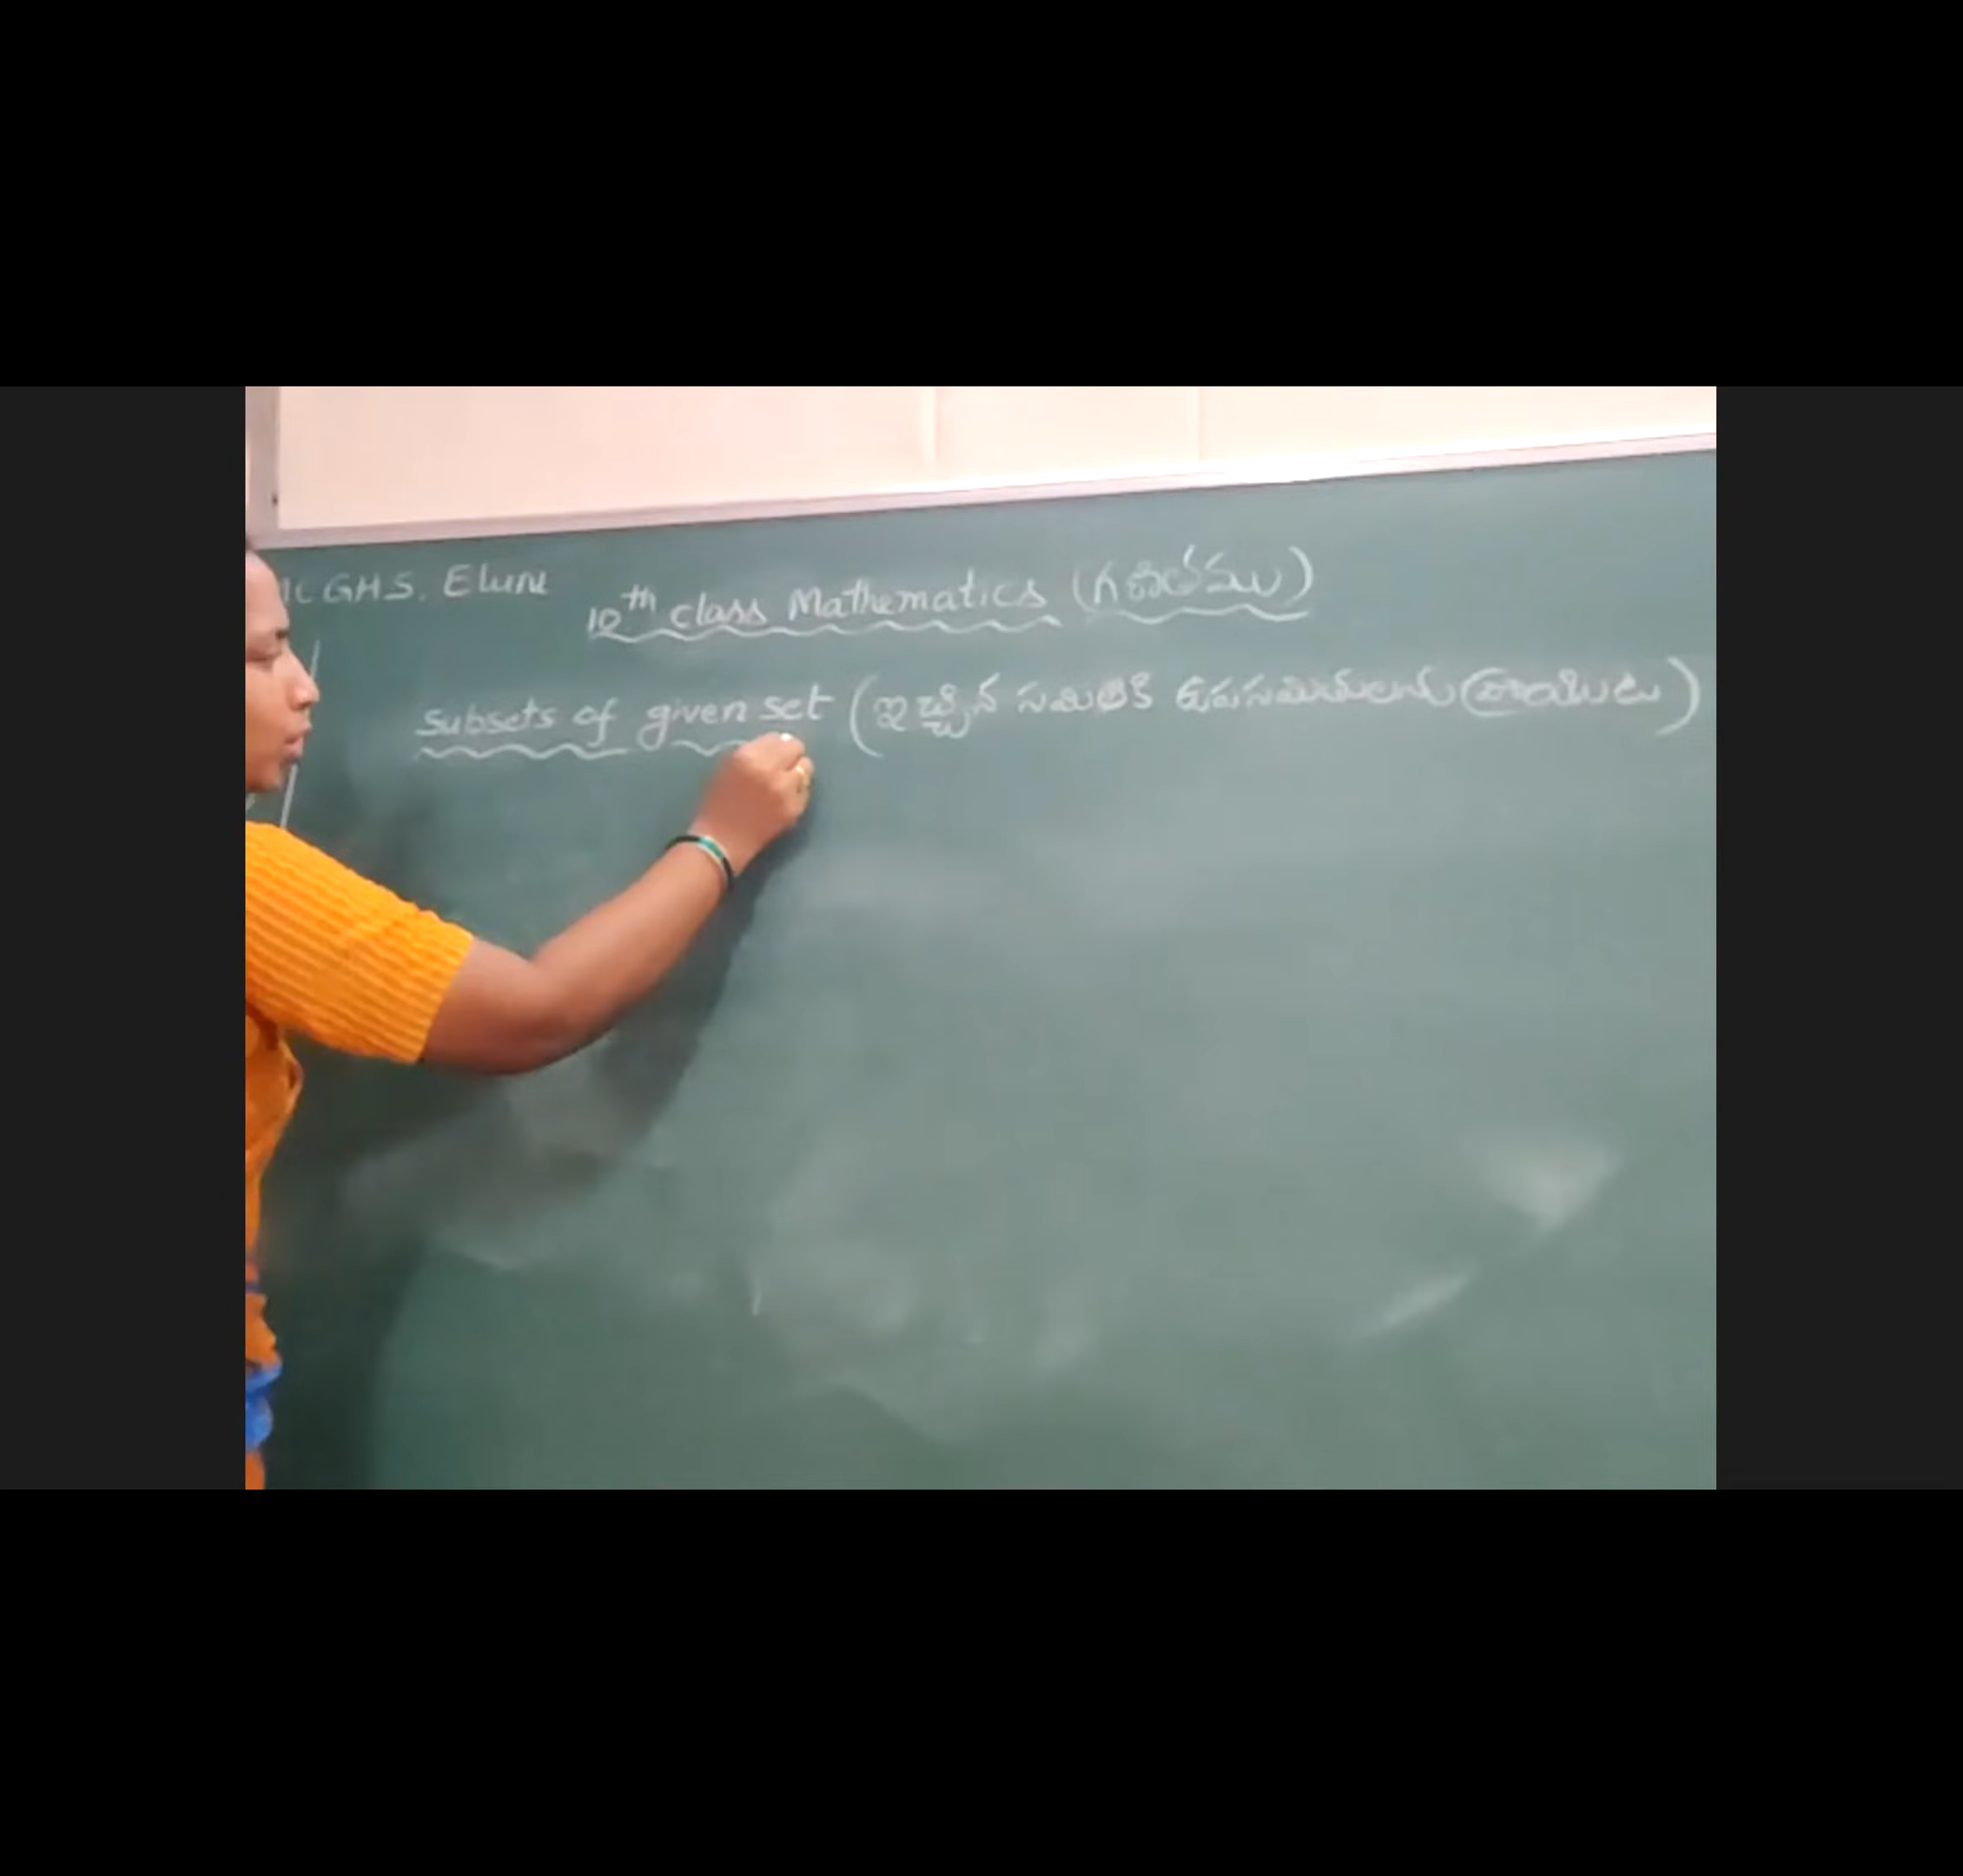 GHS. Eluru
10th class Mathematics (గణితము)
subsets of given set (ఇచ్చిన సమితికి ఉపసమితులను వ్రాయుట)